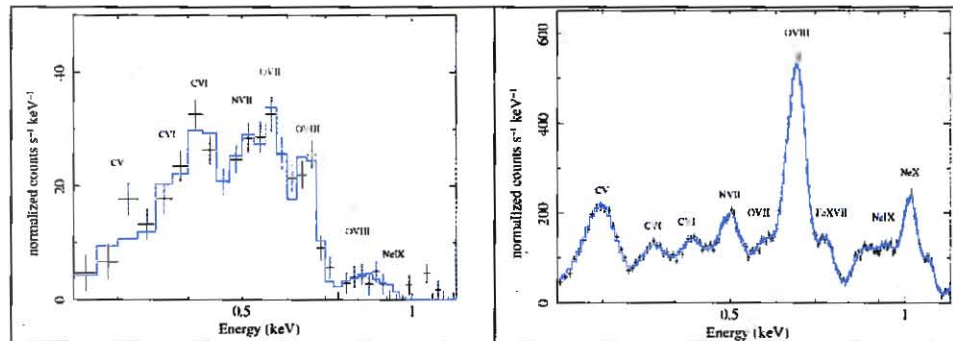 normalized counts s⁻¹ keV⁻¹
40
20
0
0.5
1
Energy (keV)
CV
CVI
CVI
NVII
OVII
OVIII
OVIII
NeIX
normalized counts s⁻¹ keV⁻¹
600
400
200
0
0.5
1
Energy (keV)
CV
CVI
CVI
NVII
OVII
OVIII
FeXVII
NeIX
NeX